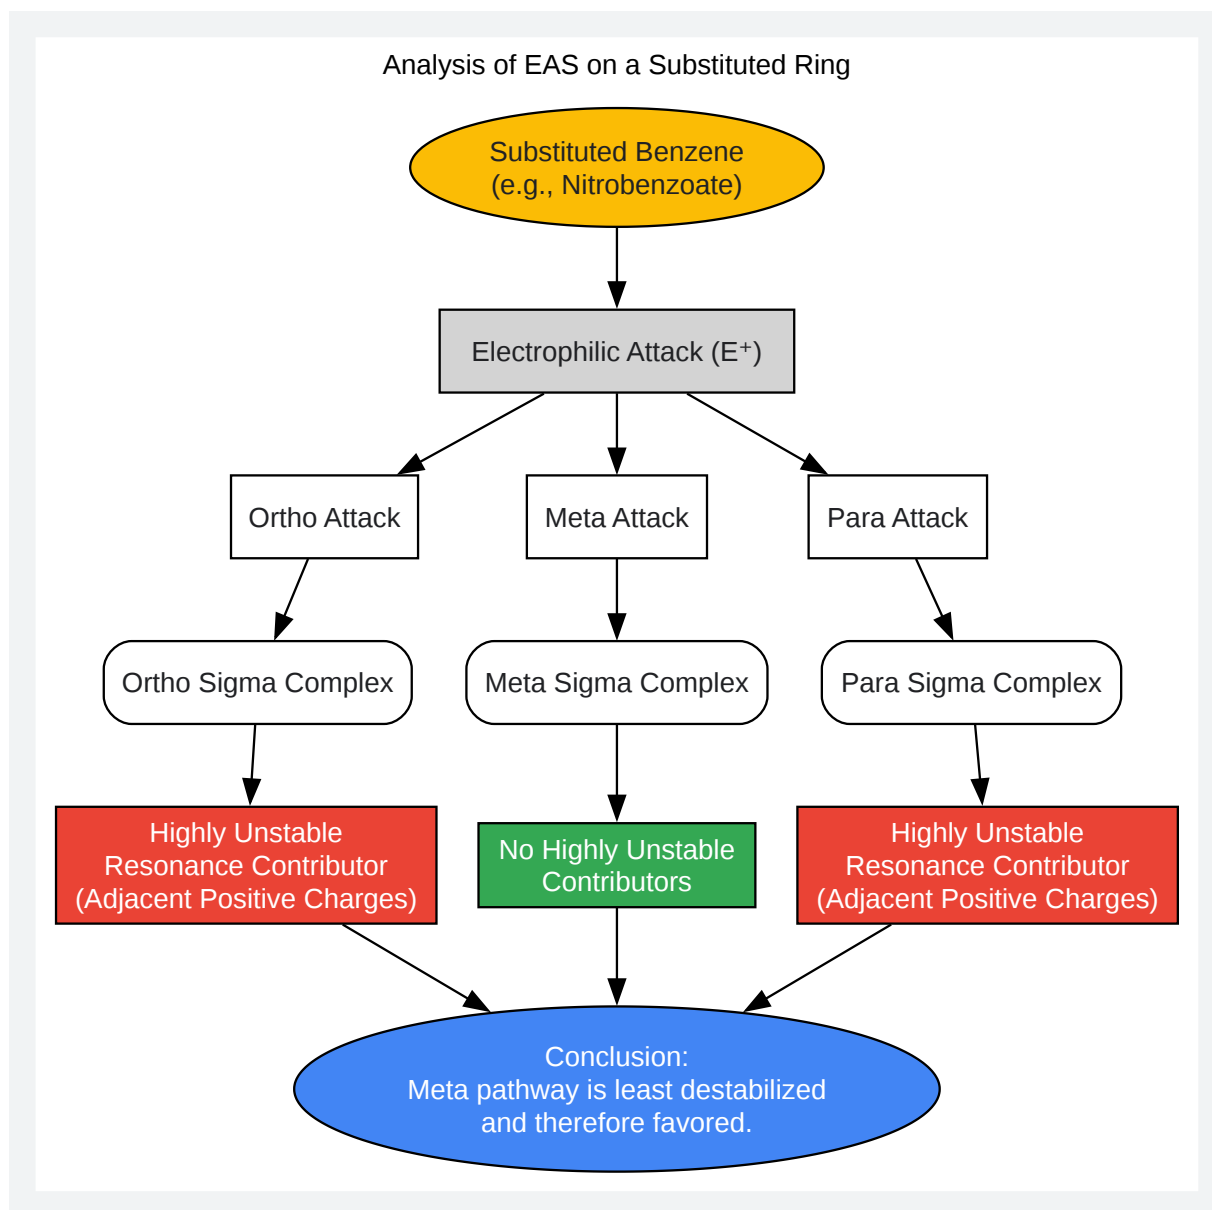 Analysis of EAS on a Substituted Ring
Substituted Benzene
(e.g., Nitrobenzoate)
Electrophilic Attack (E⁺)
Ortho Attack
Meta Attack
Para Attack
Ortho Sigma Complex
Meta Sigma Complex
Para Sigma Complex
Highly Unstable
Resonance Contributor
(Adjacent Positive Charges)
No Highly Unstable
Contributors
Highly Unstable
Resonance Contributor
(Adjacent Positive Charges)
Conclusion:
Meta pathway is least destabilized
and therefore favored.